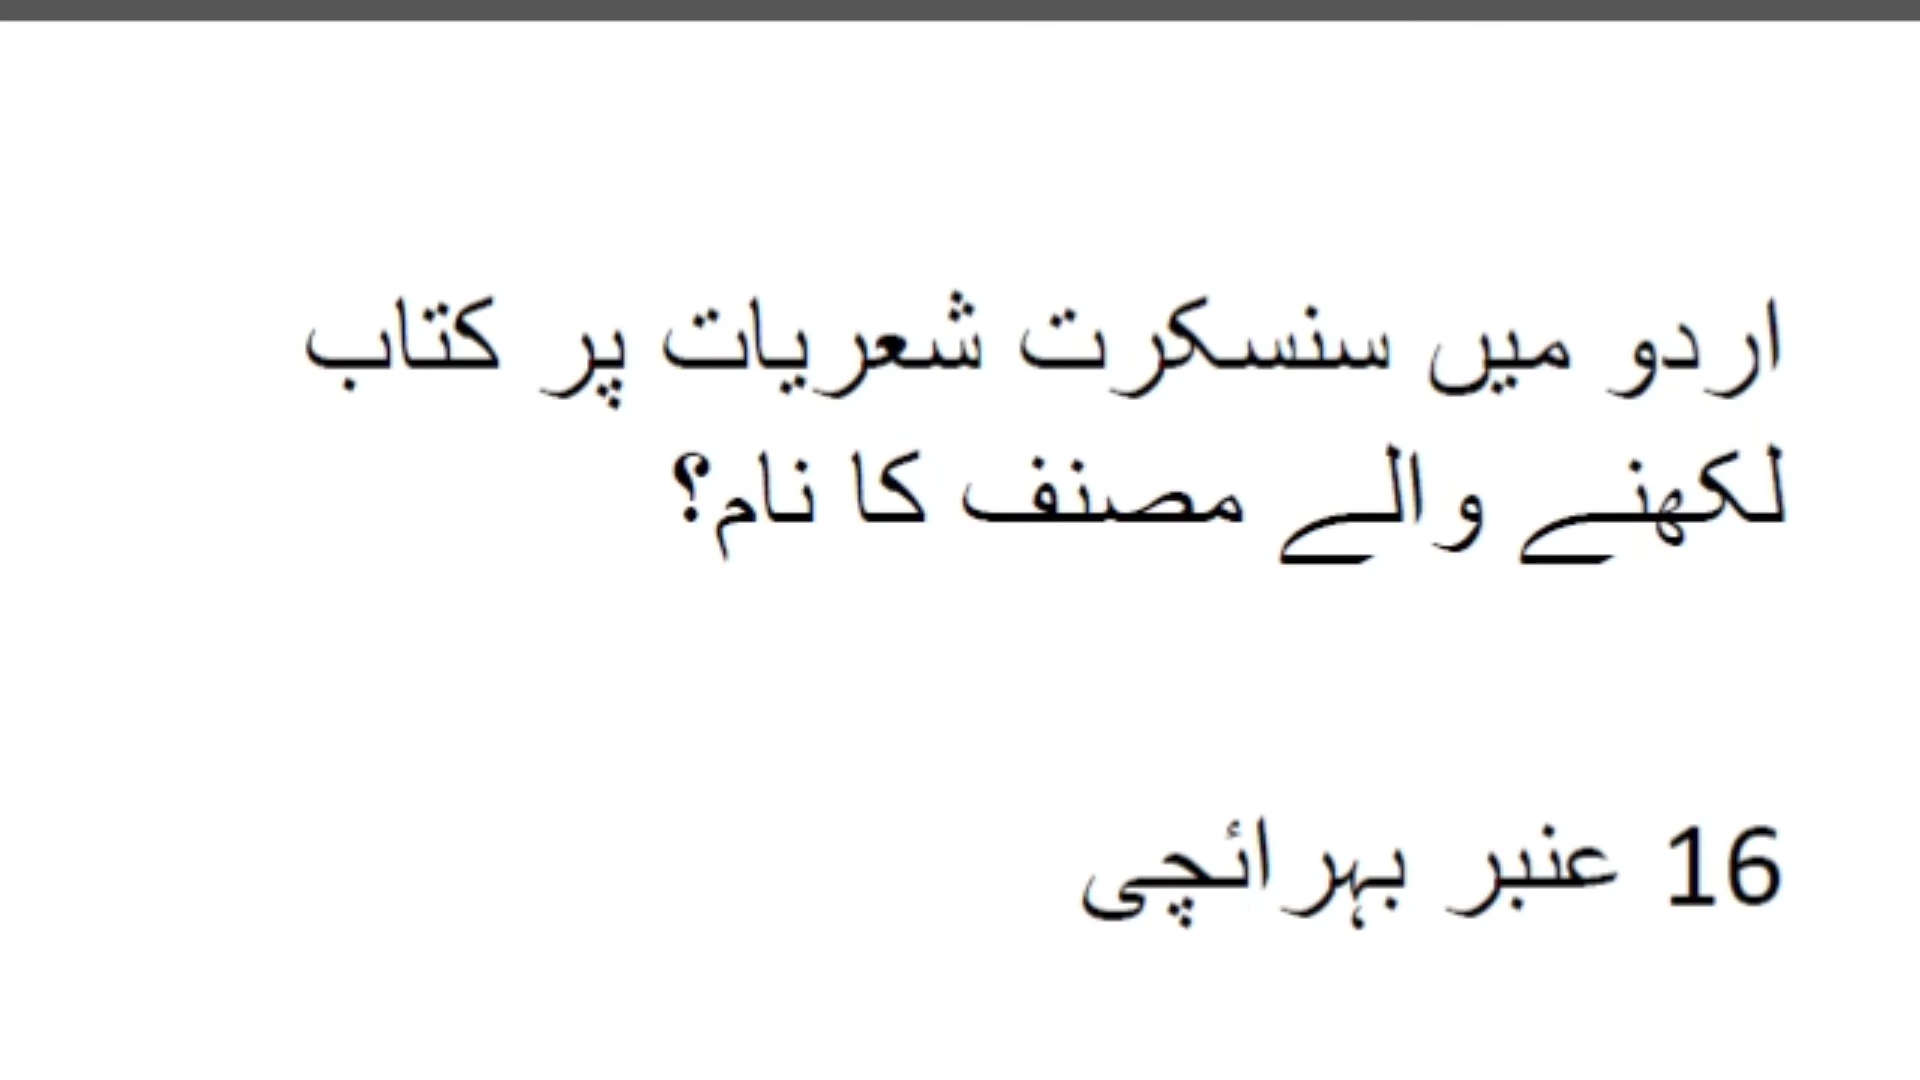 اردو میں سنسکرت شعریات پر کتاب
لکھنے والے مصنف کا نام؟
16 عنبر بہرائچی